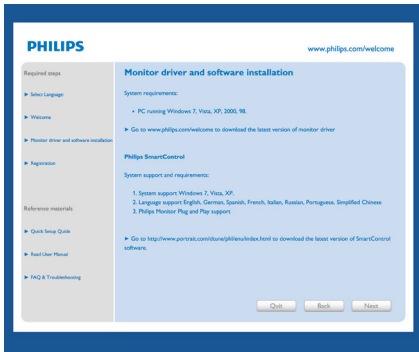 PHILIPS
www.philips.com/welcome
Required steps
► Select Language:
► Welcome
► Monitor driver and software installation
► Registration
Reference materials
► Quick Setup Quide
► Read User Manual
► FAQ & Troubleshooting
Monitor driver and software installation
System requirements:
• PC running Windows 7, Vista, XP, 2000, 98.
► Go to www.philips.com/welcome to download the latest version of monitor driver
Philips SmartControl
System support and requirements:
1. System support Windows 7, Vista, XP.
2. Language support English, German, Spanish, French, Italian, Russian, Portuguese, Simplified Chinese
3. Philips Monitor Plug and Play support
► Go to http://www.portrait.com/dtune/phl/enu/index.html to download the latest version of SmartControl
software.
Quit
Back
Next